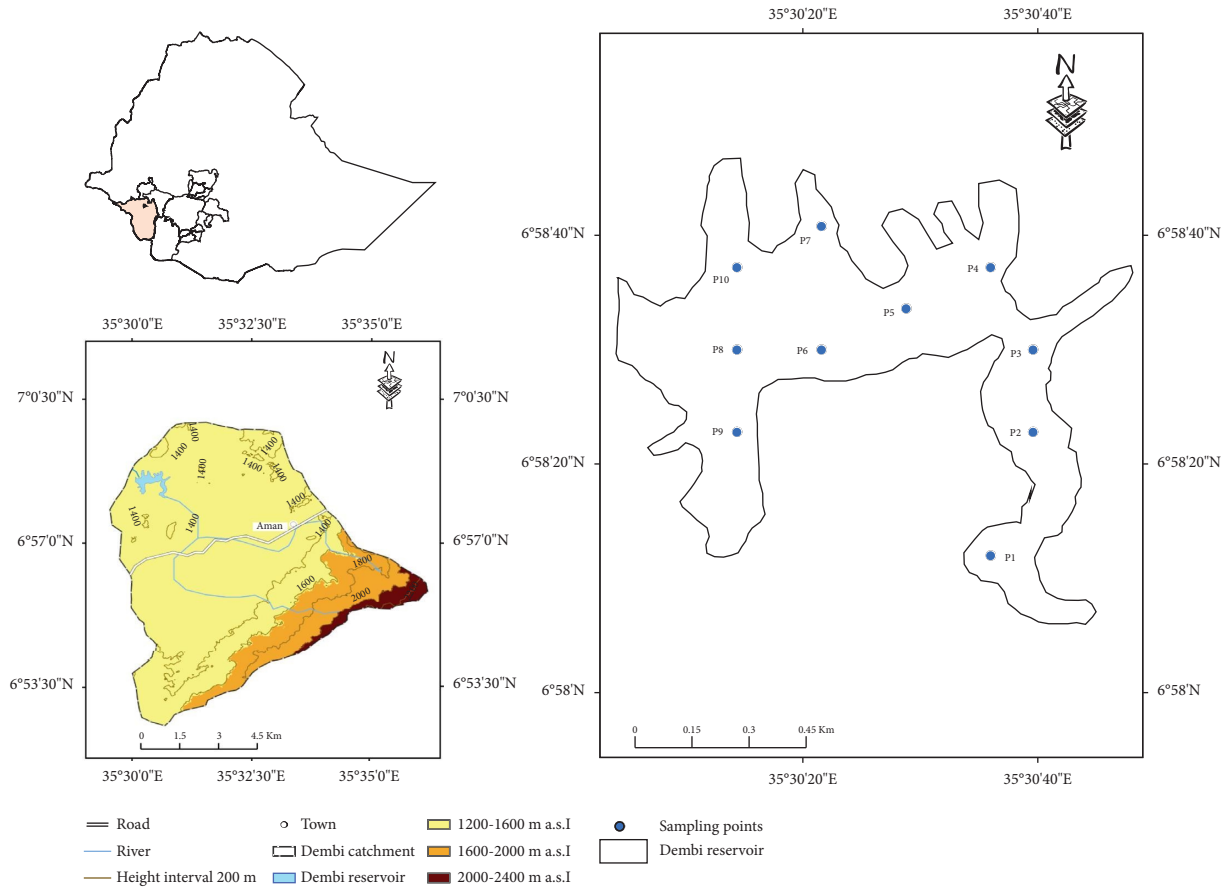 35°30'20"E
35°30'40"E
N
6°58'40"N
6°58'40"N
P7
P10
P4
P5
P8
P6
P3
P9
P2
6°58'20"N
6°58'20"N
P1
6°58'N
6°58'N
0
0.15
0.3
0.45 Km
35°30'20"E
35°30'40"E
35°30'0"E
35°32'30"E
35°35'0"E
N
7°0'30"N
7°0'30"N
1400
1400
1400
1400
1400
1400
1400
1400
1400
1400
Aman
6°57'0"N
6°57'0"N
1800
1600
2000
6°53'30"N
6°53'30"N
0
1.5
3
4.5 Km
35°30'0"E
35°32'30"E
35°35'0"E
Road
River
Height interval 200 m
Town
Dembi catchment
Dembi reservoir
1200-1600 m a.s.I
1600-2000 m a.s.I
2000-2400 m a.s.I
Sampling points
Dembi reservoir